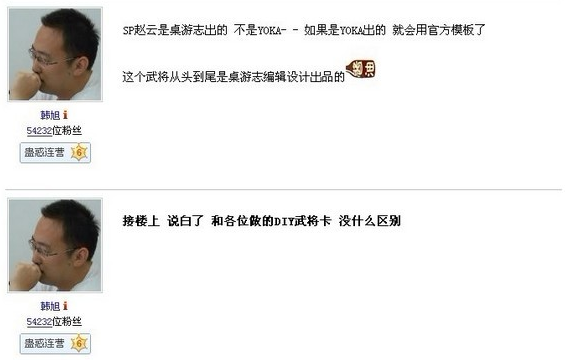 SP赵云是桌游志出的 不是YOKA- - 如果是YOKA出的 就会用官方模板了
这个武将从头到尾是桌游志编辑设计出品的
韩旭
54232位粉丝
蛊惑连营 6
接楼上 说白了 和各位做的DIY武将卡 没什么区别
韩旭
54232位粉丝
蛊惑连营 6